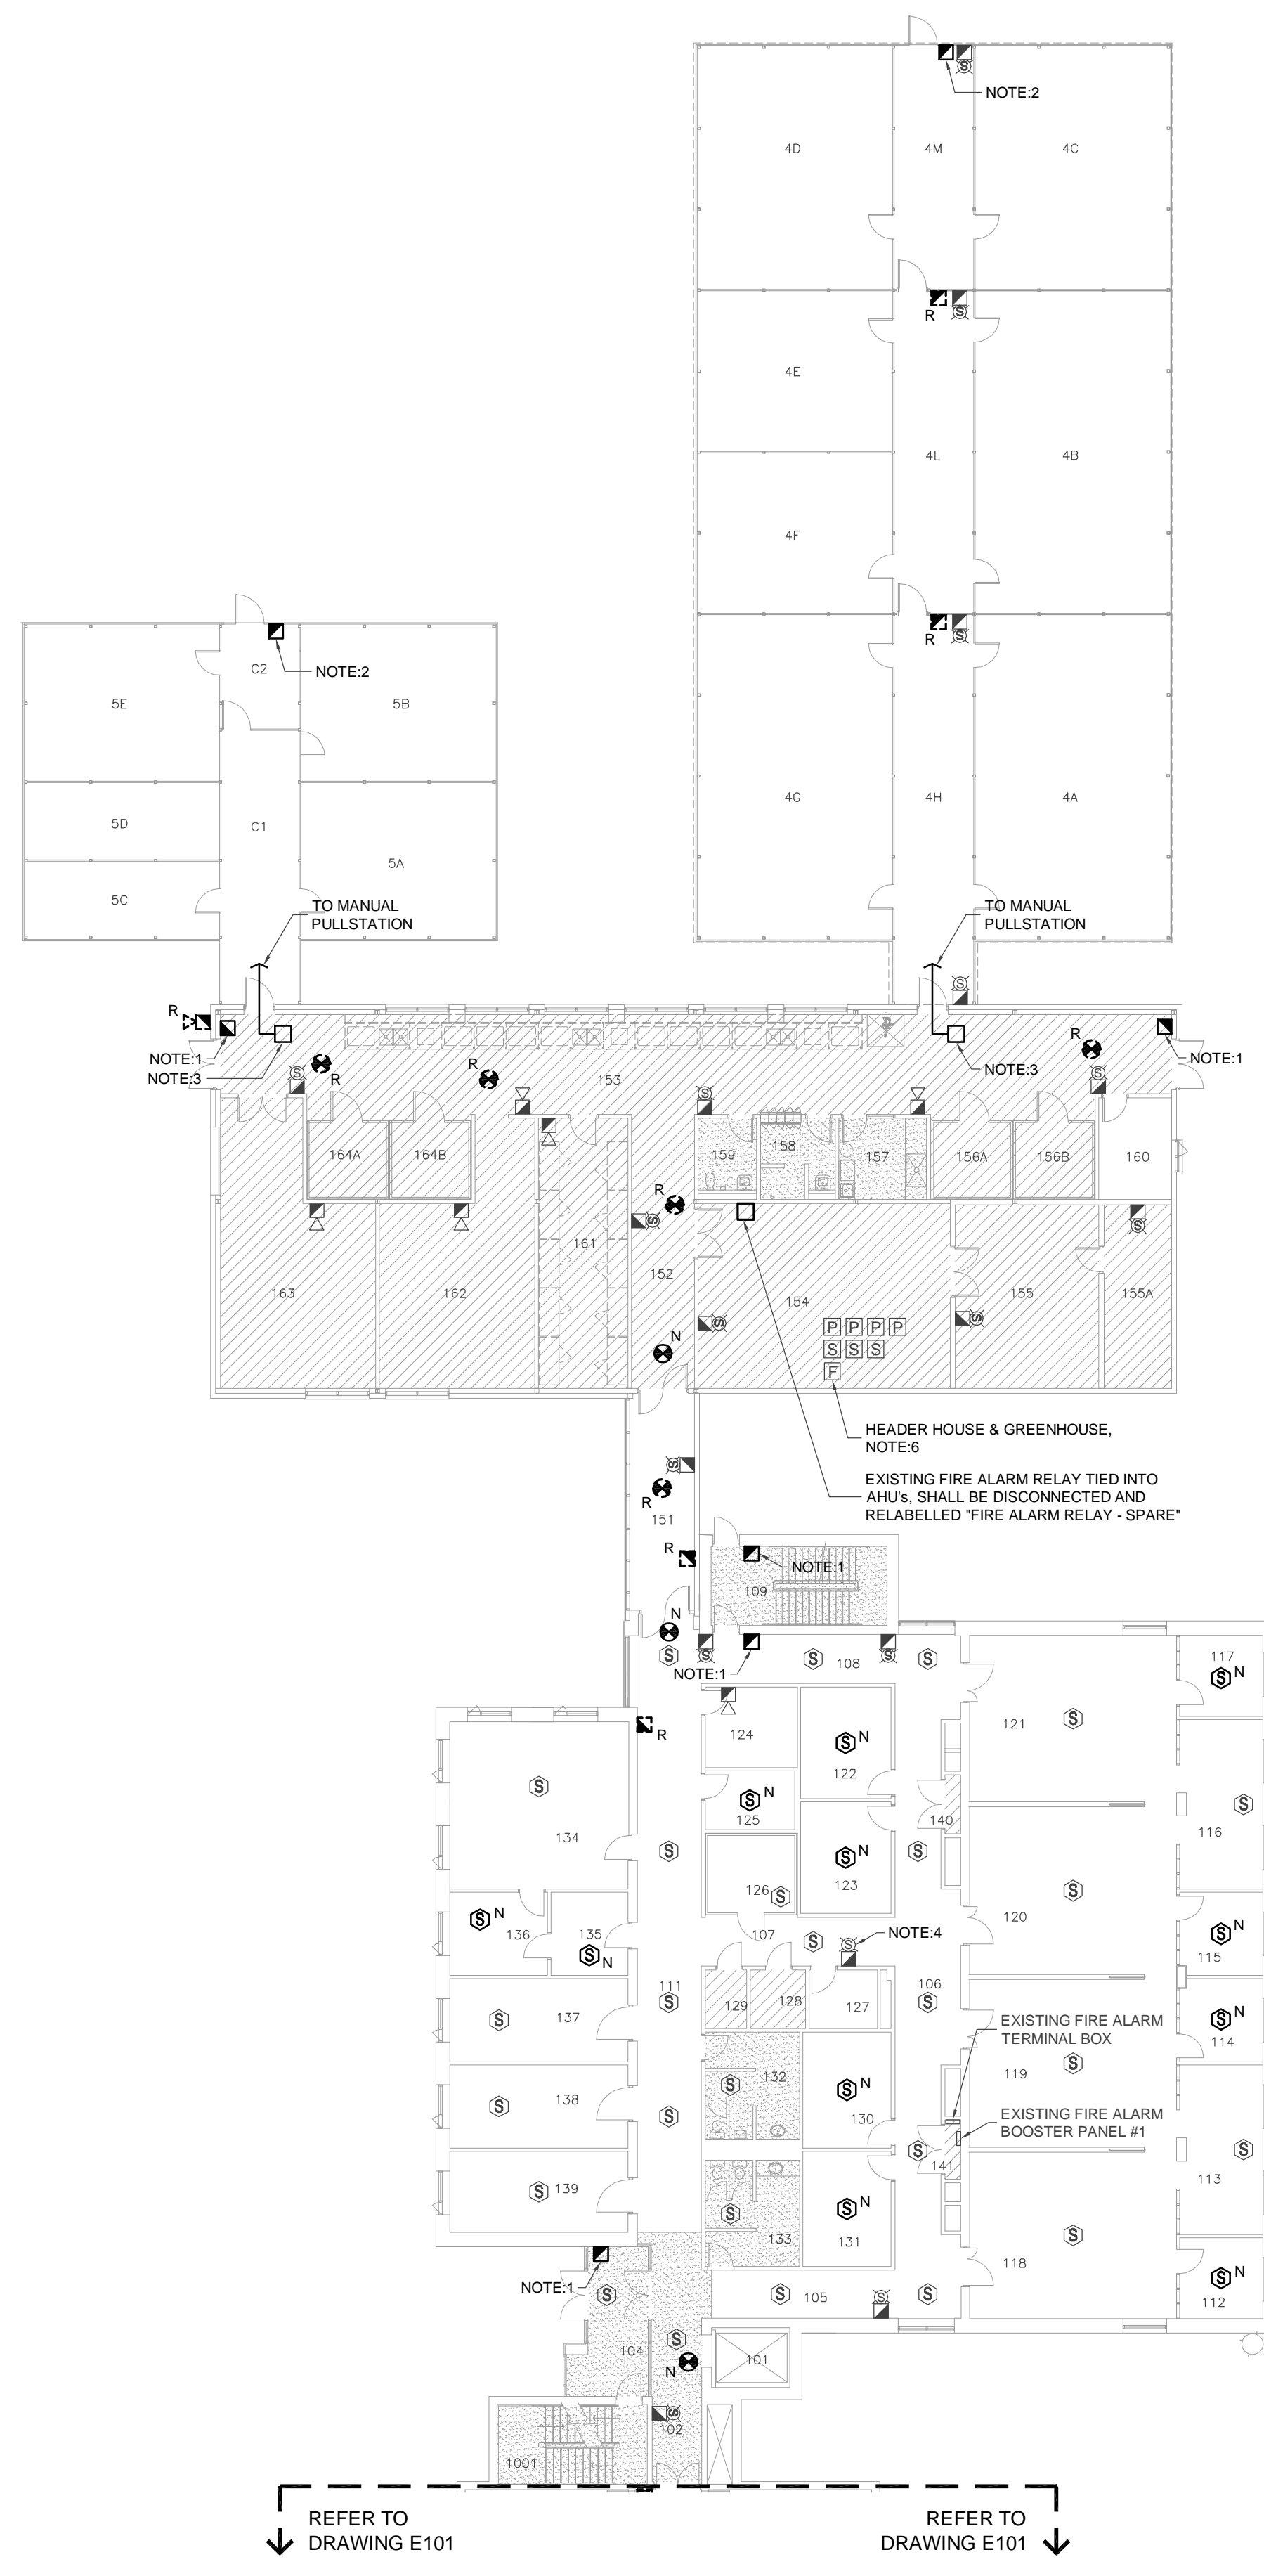 S
NOTE:2
4D
4M
4C
R
S
4E
4L
4B
4F
R
S
NOTE:2
C2
5E
5B
5D
C1
5A
5C
4G
4H
4A
TO MANUAL
PULLSTATION
TO MANUAL
PULLSTATION
S
R
NOTE:1
NOTE:3
S
R
R
153
S
NOTE:3
R
S
NOTE:1
164A
164B
159
158
157
156A
156B
160
R
S
S
161
152
163
162
154
155
155A
S
S
N
P
P
P
P
S
S
S
F
HEADER HOUSE & GREENHOUSE,
NOTE:6
S
R
151
EXISTING FIRE ALARM RELAY TIED INTO
AHU's, SHALL BE DISCONNECTED AND
RELABELLED "FIRE ALARM RELAY - SPARE"
R
NOTE:1
109
N
S
S
NOTE:1
S
108
S
S
117
S N
R
124
121
S
S N
122
S
134
S N
125
140
S
116
S
S N
123
S
126
S
S
120
S N
136
135
S N
107
S
S
NOTE:4
S N
115
111
S
137
S
129
128
127
106
S
EXISTING FIRE ALARM
TERMINAL BOX
S N
114
S
119
132
S
S N
130
138
S
S
EXISTING FIRE ALARM
BOOSTER PANEL #1
S
141
S
113
139
S
S
133
S N
131
S
118
S N
112
NOTE:1
S
S
105
S
S
104
S
N
101
S
102
1001
REFER TO
DRAWING E101
REFER TO
DRAWING E101